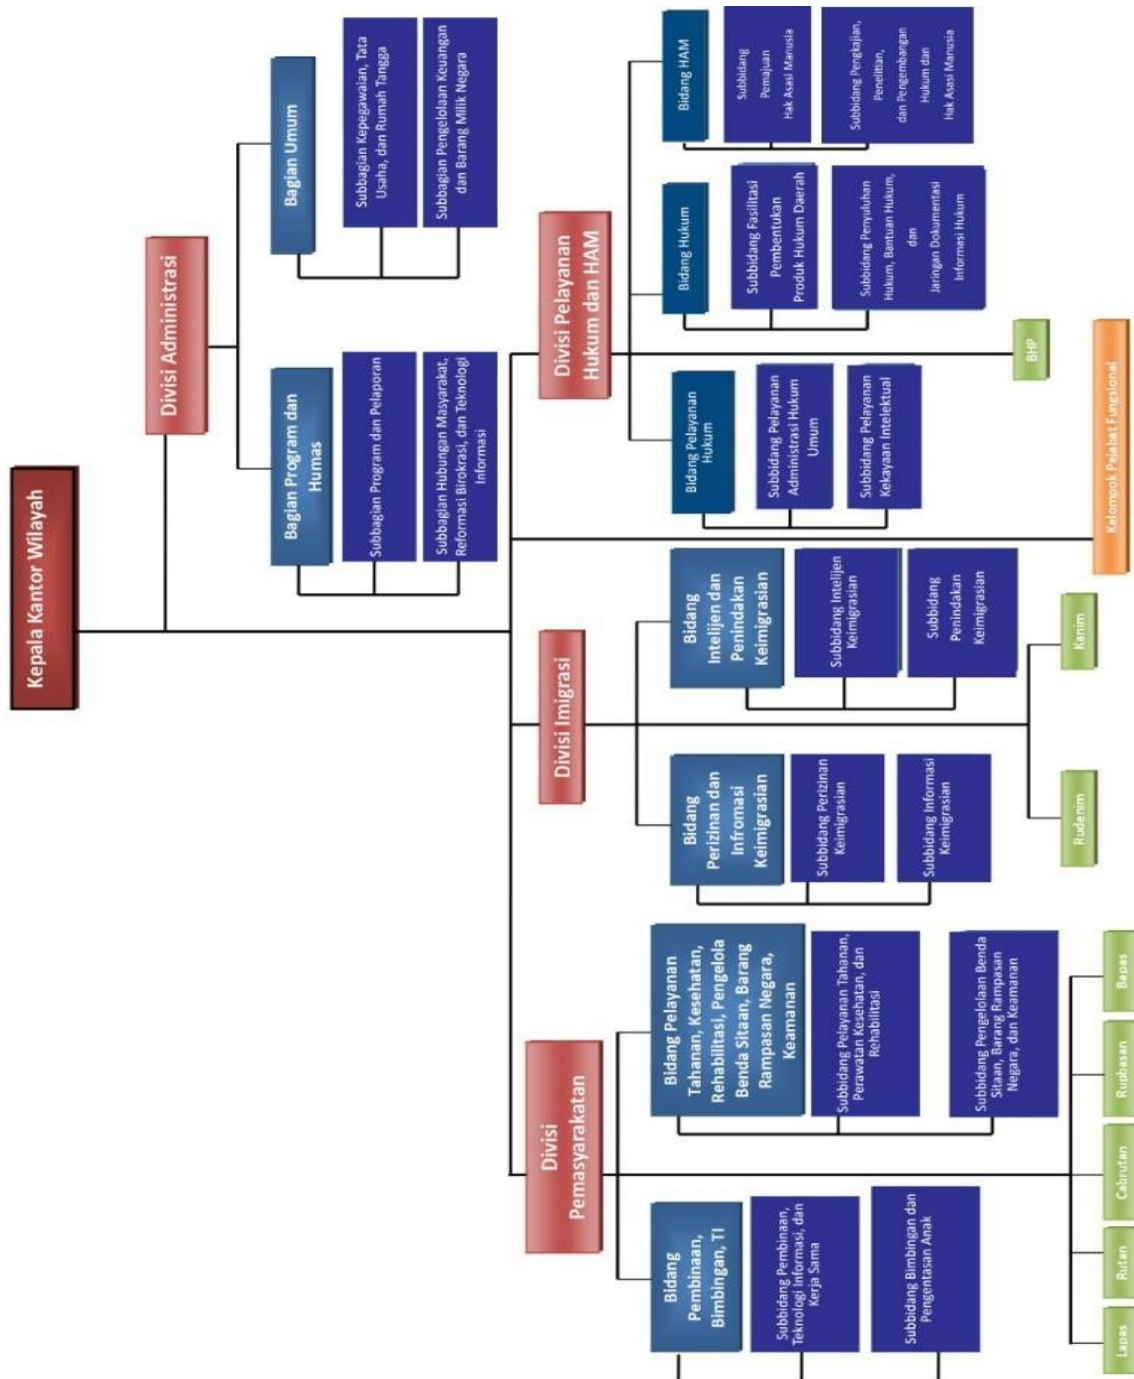 Kepala Kantor Wilayah
Divisi Administrasi
Bagian Program dan
Humas
Subbagian Program dan Pelaporan
Subbagian Hubungan Masyarakat,
Reformasi Birokrasi, dan Teknologi
Informasi
Bagian Umum
Subbagian Kepegawaian, Tata
Usaha, dan Rumah Tangga
Subbagian Pengelolaan Keuangan
dan Barang Milik Negara
Divisi
Pemasyarakatan
Bidang
Pembinaan,
Bimbingan, TI
Subbidang Pembinaan,
Teknologi Informasi, dan
Kerja Sama
Subbidang Bimbingan dan
Pengentasan Anak
Bidang Pelayanan
Tahanan, Kesehatan,
Rehabilitasi, Pengelola
Benda Sitaan, Barang
Rampasan Negara,
Keamanan
Subbidang Pelayanan Tahanan,
Perawatan Kesehatan, dan
Rehabilitasi
Subbidang Pengelolaan Benda
Sitaan, Barang Rampasan
Negara, dan Keamanan
Lapas
Rutan
Cabrutan
Rupbasan
Bapas
Divisi Imigrasi
Bidang
Perizinan dan
Infromasi
Keimigrasian
Subbidang Perizinan
Keimigrasian
Subbidang Informasi
Keimigrasian
Bidang
Intelijen dan
Penindakan
Keimigrasian
Subbidang Intelijen
Keimigrasian
Subbidang
Penindakan
Keimigrasian
Rudenim
Kanim
Divisi Pelayanan
Hukum dan HAM
Bidang Pelayanan
Hukum
Subbidang Pelayanan
Administrasi Hukum
Umum
Subbidang Pelayanan
Kekayaan Intelektual
Bidang Hukum
Subbidang Fasilitasi
Pembentukan
Produk Hukum Daerah
Subbidang Penyuluhan
Hukum, Bantuan Hukum,
dan
Jaringan Dokumentasi
Informasi Hukum
Bidang HAM
Subbidang
Pemajuan
Hak Asasi Manusia
Subbidang Pengkajian,
Penelitian,
dan Pengembangan
Hukum dan
Hak Asasi Manusia
BHP
Kelompok Pejabat Fungsional